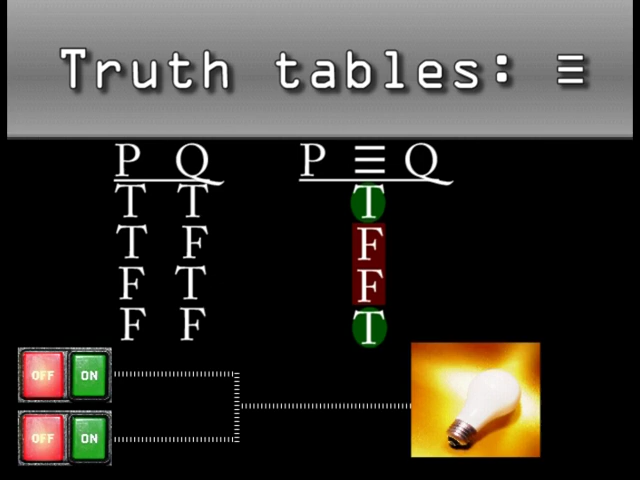 Truth tables: ≡
P Q P ≡ Q
T T T
T F F
F T F
F F T
OFF ON
OFF ON